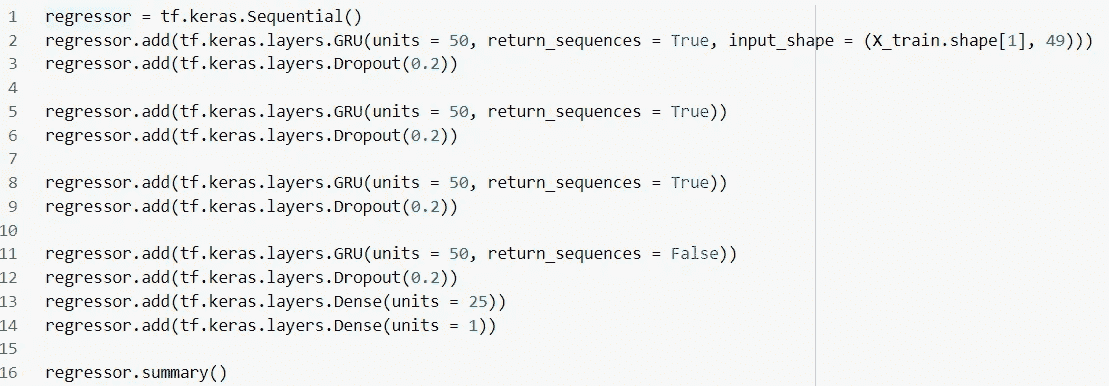 1 regressor = tf.keras.Sequential()
2 regressor.add(tf.keras.layers.GRU(units = 50, return_sequences = True, input_shape = (X_train.shape[1], 49)))
3 regressor.add(tf.keras.layers.Dropout(0.2))
4
5 regressor.add(tf.keras.layers.GRU(units = 50, return_sequences = True))
6 regressor.add(tf.keras.layers.Dropout(0.2))
7
8 regressor.add(tf.keras.layers.GRU(units = 50, return_sequences = True))
9 regressor.add(tf.keras.layers.Dropout(0.2))
10
11 regressor.add(tf.keras.layers.GRU(units = 50, return_sequences = False))
12 regressor.add(tf.keras.layers.Dropout(0.2))
13 regressor.add(tf.keras.layers.Dense(units = 25))
14 regressor.add(tf.keras.layers.Dense(units = 1))
15
16 regressor.summary()